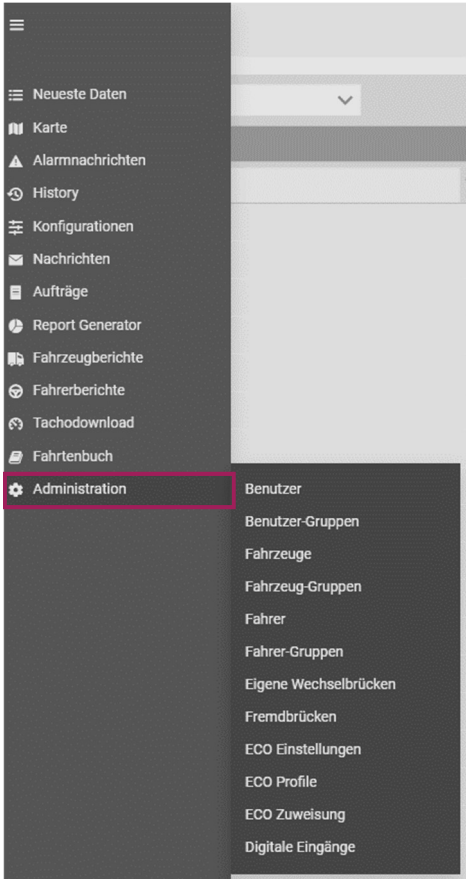 Neueste Daten
Karte
Alarmnachrichten
History
Konfigurationen
Nachrichten
Aufträge
Report Generator
Fahrzeugberichte
Fahrerberichte
Tachodownload
Fahrtenbuch
Administration
Benutzer
Benutzer-Gruppen
Fahrzeuge
Fahrzeug-Gruppen
Fahrer
Fahrer-Gruppen
Eigene Wechselbrücken
Fremdbrücken
ECO Einstellungen
ECO Profile
ECO Zuweisung
Digitale Eingänge